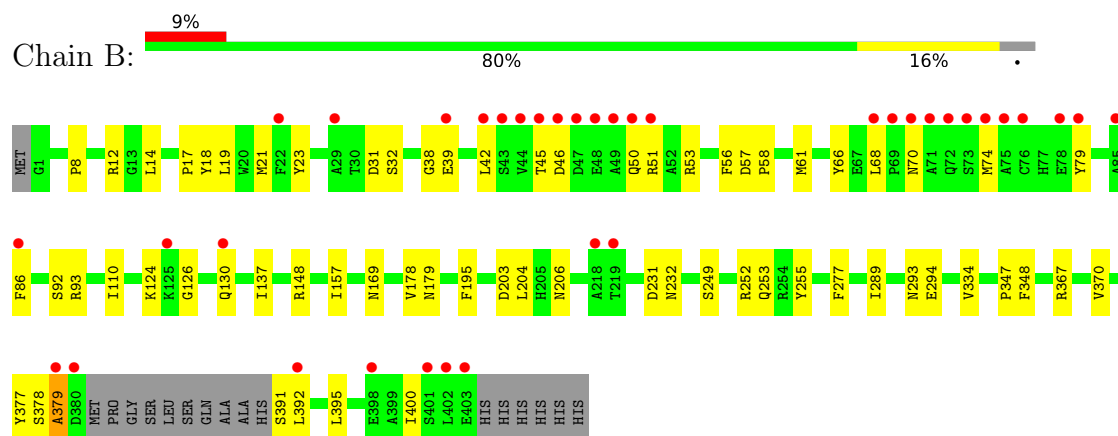 9%
Chain B:
80% 16% •
MET G1 P8 R12 G13 L14 P17 Y18 L19 W20 M21 F22 Y23 A29 T30 D31 S32 G38 E39 L42 S43 V44 T45 D46 D47 E48 A49 Q50 R51 A52 R53 F56 D57 P58 M61 Y66 E67 L68 P69 N70 A71 Q72 S73 M74 A75 C76 H77 E78 Y79 A85
F86 S92 R93 I110 K124 K125 G126 Q130 I137 R148 I157 N169 V178 N179 F195 D203 L204 H205 N206 A218 T219 D231 N232 S249 R252 Q253 R254 Y255 F277 I289 N293 E294 V334 P347 F348 R367 V370
Y377 S378 A379 D380 MET PRO GLY SER LEU SER GLN ALA ALA HIS S391 L392 L395 E398 A399 I400 S401 L402 E403 HIS HIS HIS HIS HIS HIS